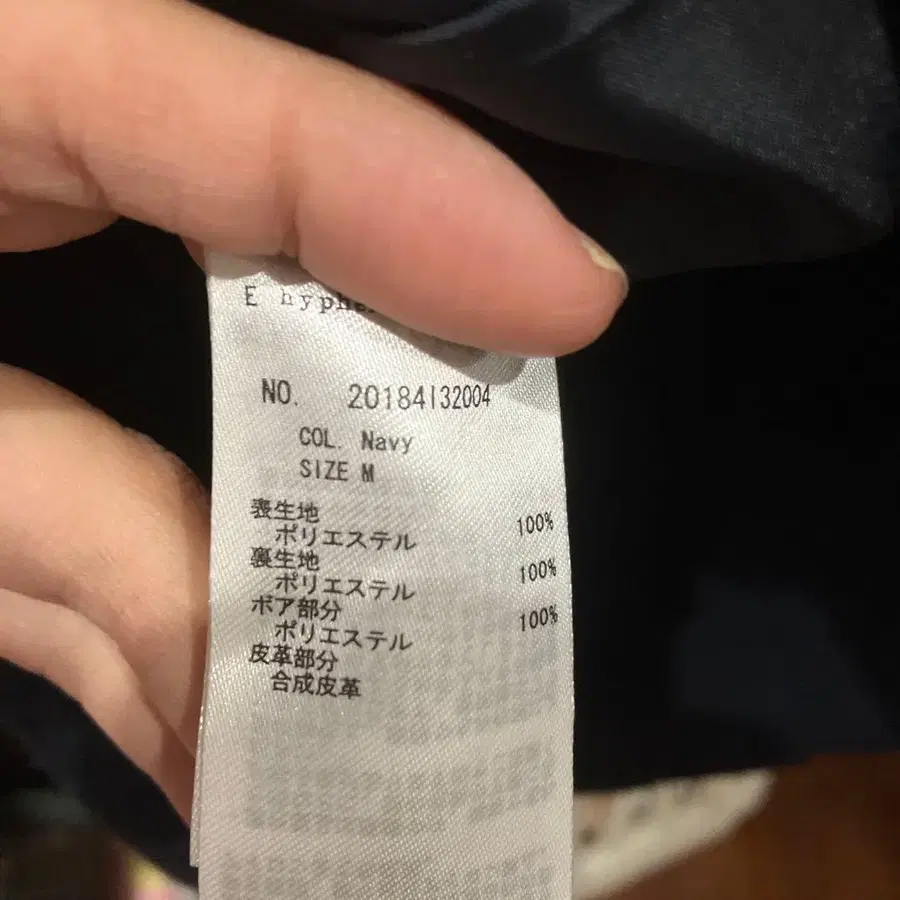 E hyphe
NO. 20184132004
COL. Navy
SIZE M
表生地
ポリエステル 100%
裏生地
ポリエステル 100%
ボア部分
ポリエステル 100%
皮革部分
合成皮革